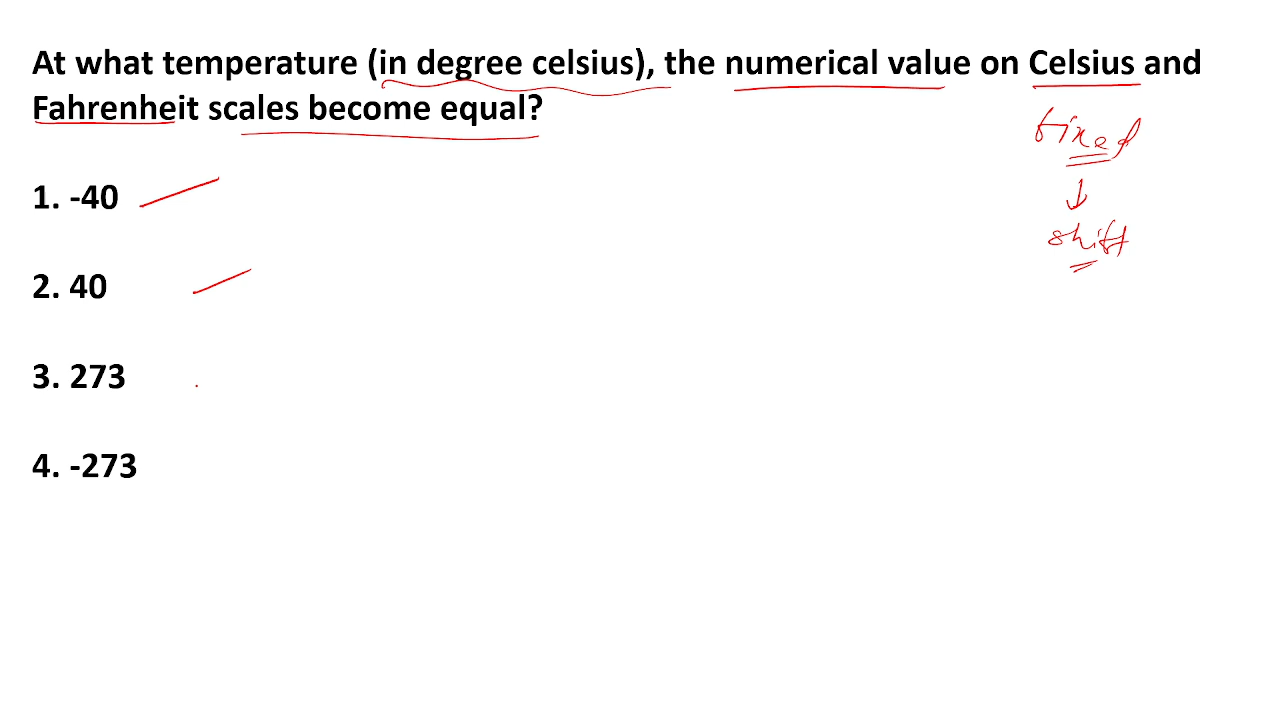 At what temperature (in degree celsius), the numerical value on Celsius and
Fahrenheit scales become equal?
fixed
shift
1. -40
2. 40
3. 273
4. -273